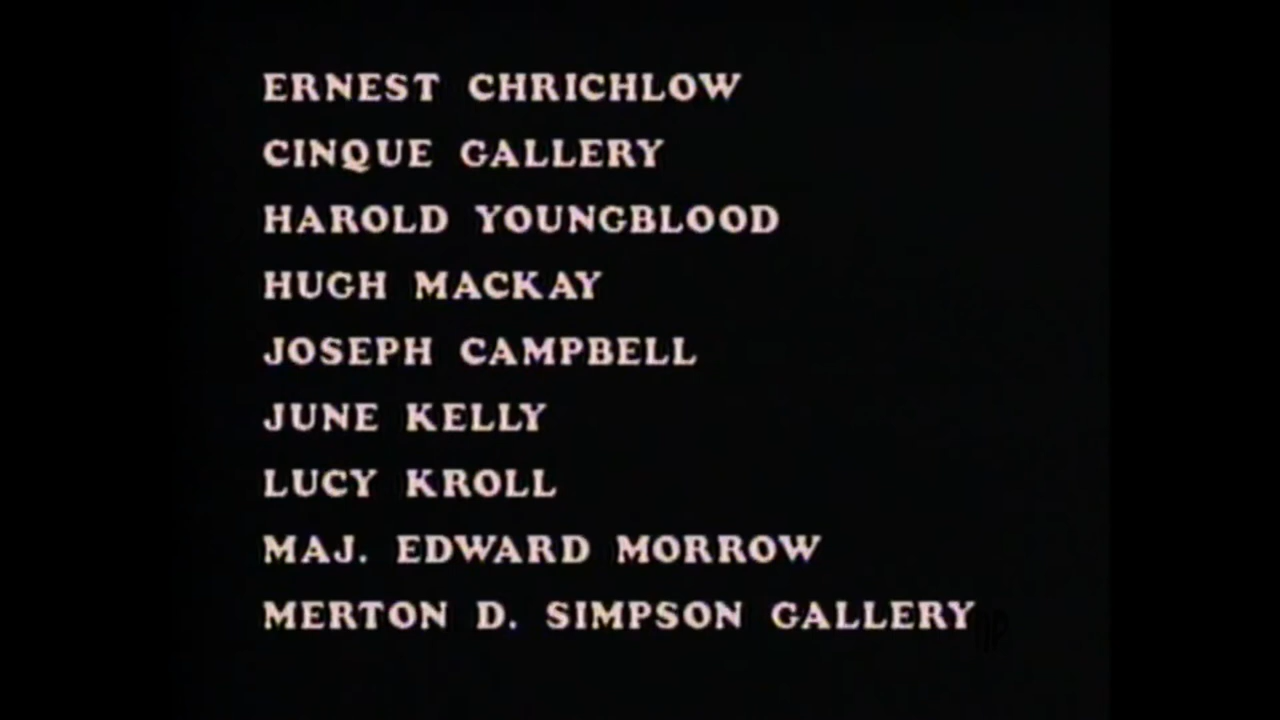 ERNEST CHRICHLOW
CINQUE GALLERY
HAROLD YOUNGBLOOD
HUGH MACKAY
JOSEPH CAMPBELL
JUNE KELLY
LUCY KROLL
MAJ. EDWARD MORROW
MERTON D. SIMPSON GALLERY